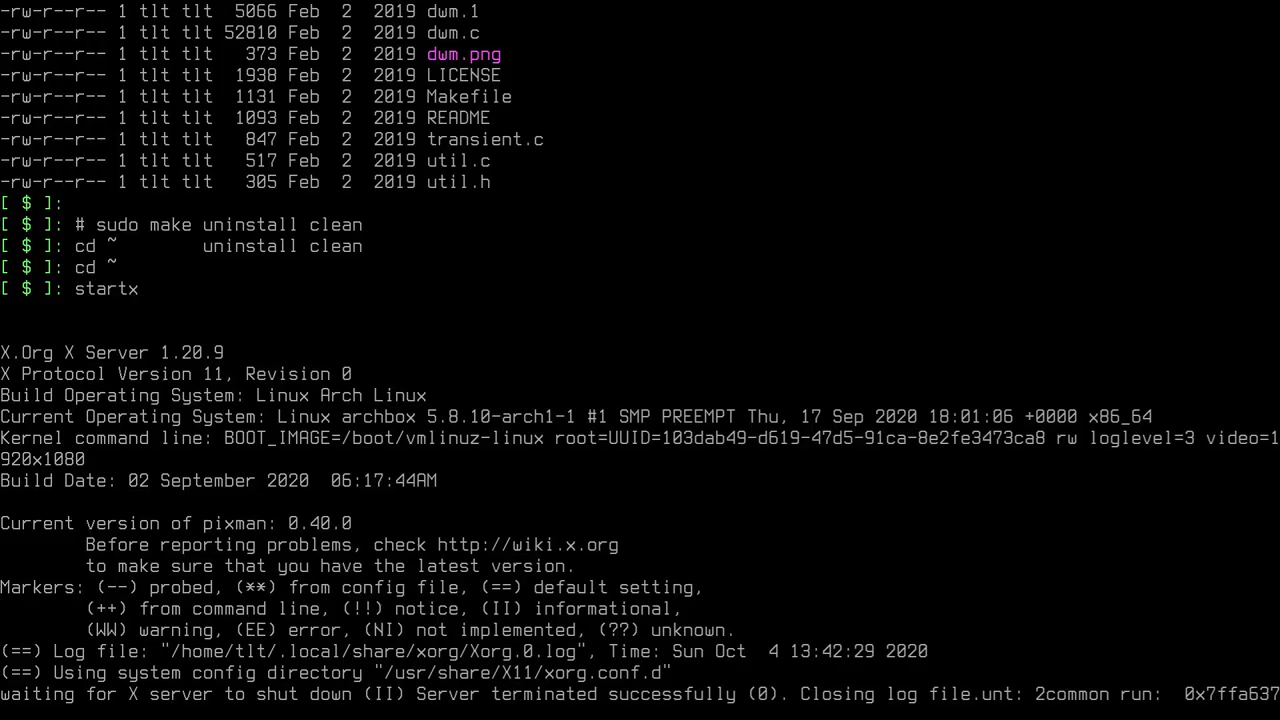 -rw-r--r-- 1 tlt tlt  5066 Feb  2  2019 dwm.1
-rw-r--r-- 1 tlt tlt 52810 Feb  2  2019 dwm.c
-rw-r--r-- 1 tlt tlt   373 Feb  2  2019 dwm.png
-rw-r--r-- 1 tlt tlt  1938 Feb  2  2019 LICENSE
-rw-r--r-- 1 tlt tlt  1131 Feb  2  2019 Makefile
-rw-r--r-- 1 tlt tlt  1093 Feb  2  2019 README
-rw-r--r-- 1 tlt tlt   847 Feb  2  2019 transient.c
-rw-r--r-- 1 tlt tlt   517 Feb  2  2019 util.c
-rw-r--r-- 1 tlt tlt   305 Feb  2  2019 util.h
[ $ ]:
[ $ ]: # sudo make uninstall clean
[ $ ]: cd ~        uninstall clean
[ $ ]: cd ~
[ $ ]: startx
X.Org X Server 1.20.9
X Protocol Version 11, Revision 0
Build Operating System: Linux Arch Linux
Current Operating System: Linux archbox 5.8.10-arch1-1 #1 SMP PREEMPT Thu, 17 Sep 2020 18:01:06 +0000 x86_64
Kernel command line: BOOT_IMAGE=/boot/vmlinuz-linux root=UUID=103dab49-d619-47d5-91ca-8e2fe3473ca8 rw loglevel=3 video=1
920x1080
Build Date: 02 September 2020  06:17:44AM
Current version of pixman: 0.40.0
        Before reporting problems, check http://wiki.x.org
        to make sure that you have the latest version.
Markers: (--) probed, (**) from config file, (==) default setting,
        (++) from command line, (!!) notice, (II) informational,
        (WW) warning, (EE) error, (NI) not implemented, (??) unknown.
(==) Log file: "/home/tlt/.local/share/xorg/Xorg.0.log", Time: Sun Oct  4 13:42:29 2020
(==) Using system config directory "/usr/share/X11/xorg.conf.d"
waiting for X server to shut down (II) Server terminated successfully (0). Closing log file.unt: 2common run:  0x7ffa637